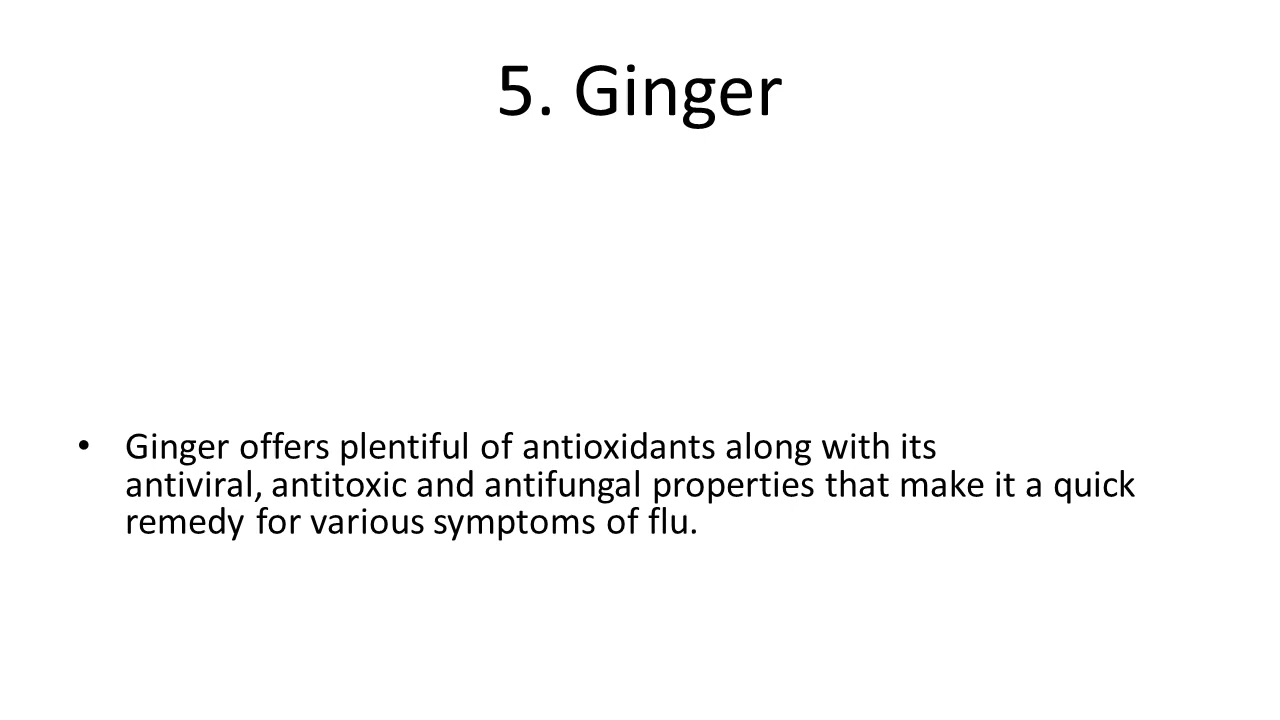 5. Ginger
• Ginger offers plentiful of antioxidants along with its
antiviral, antitoxic and antifungal properties that make it a quick
remedy for various symptoms of flu.